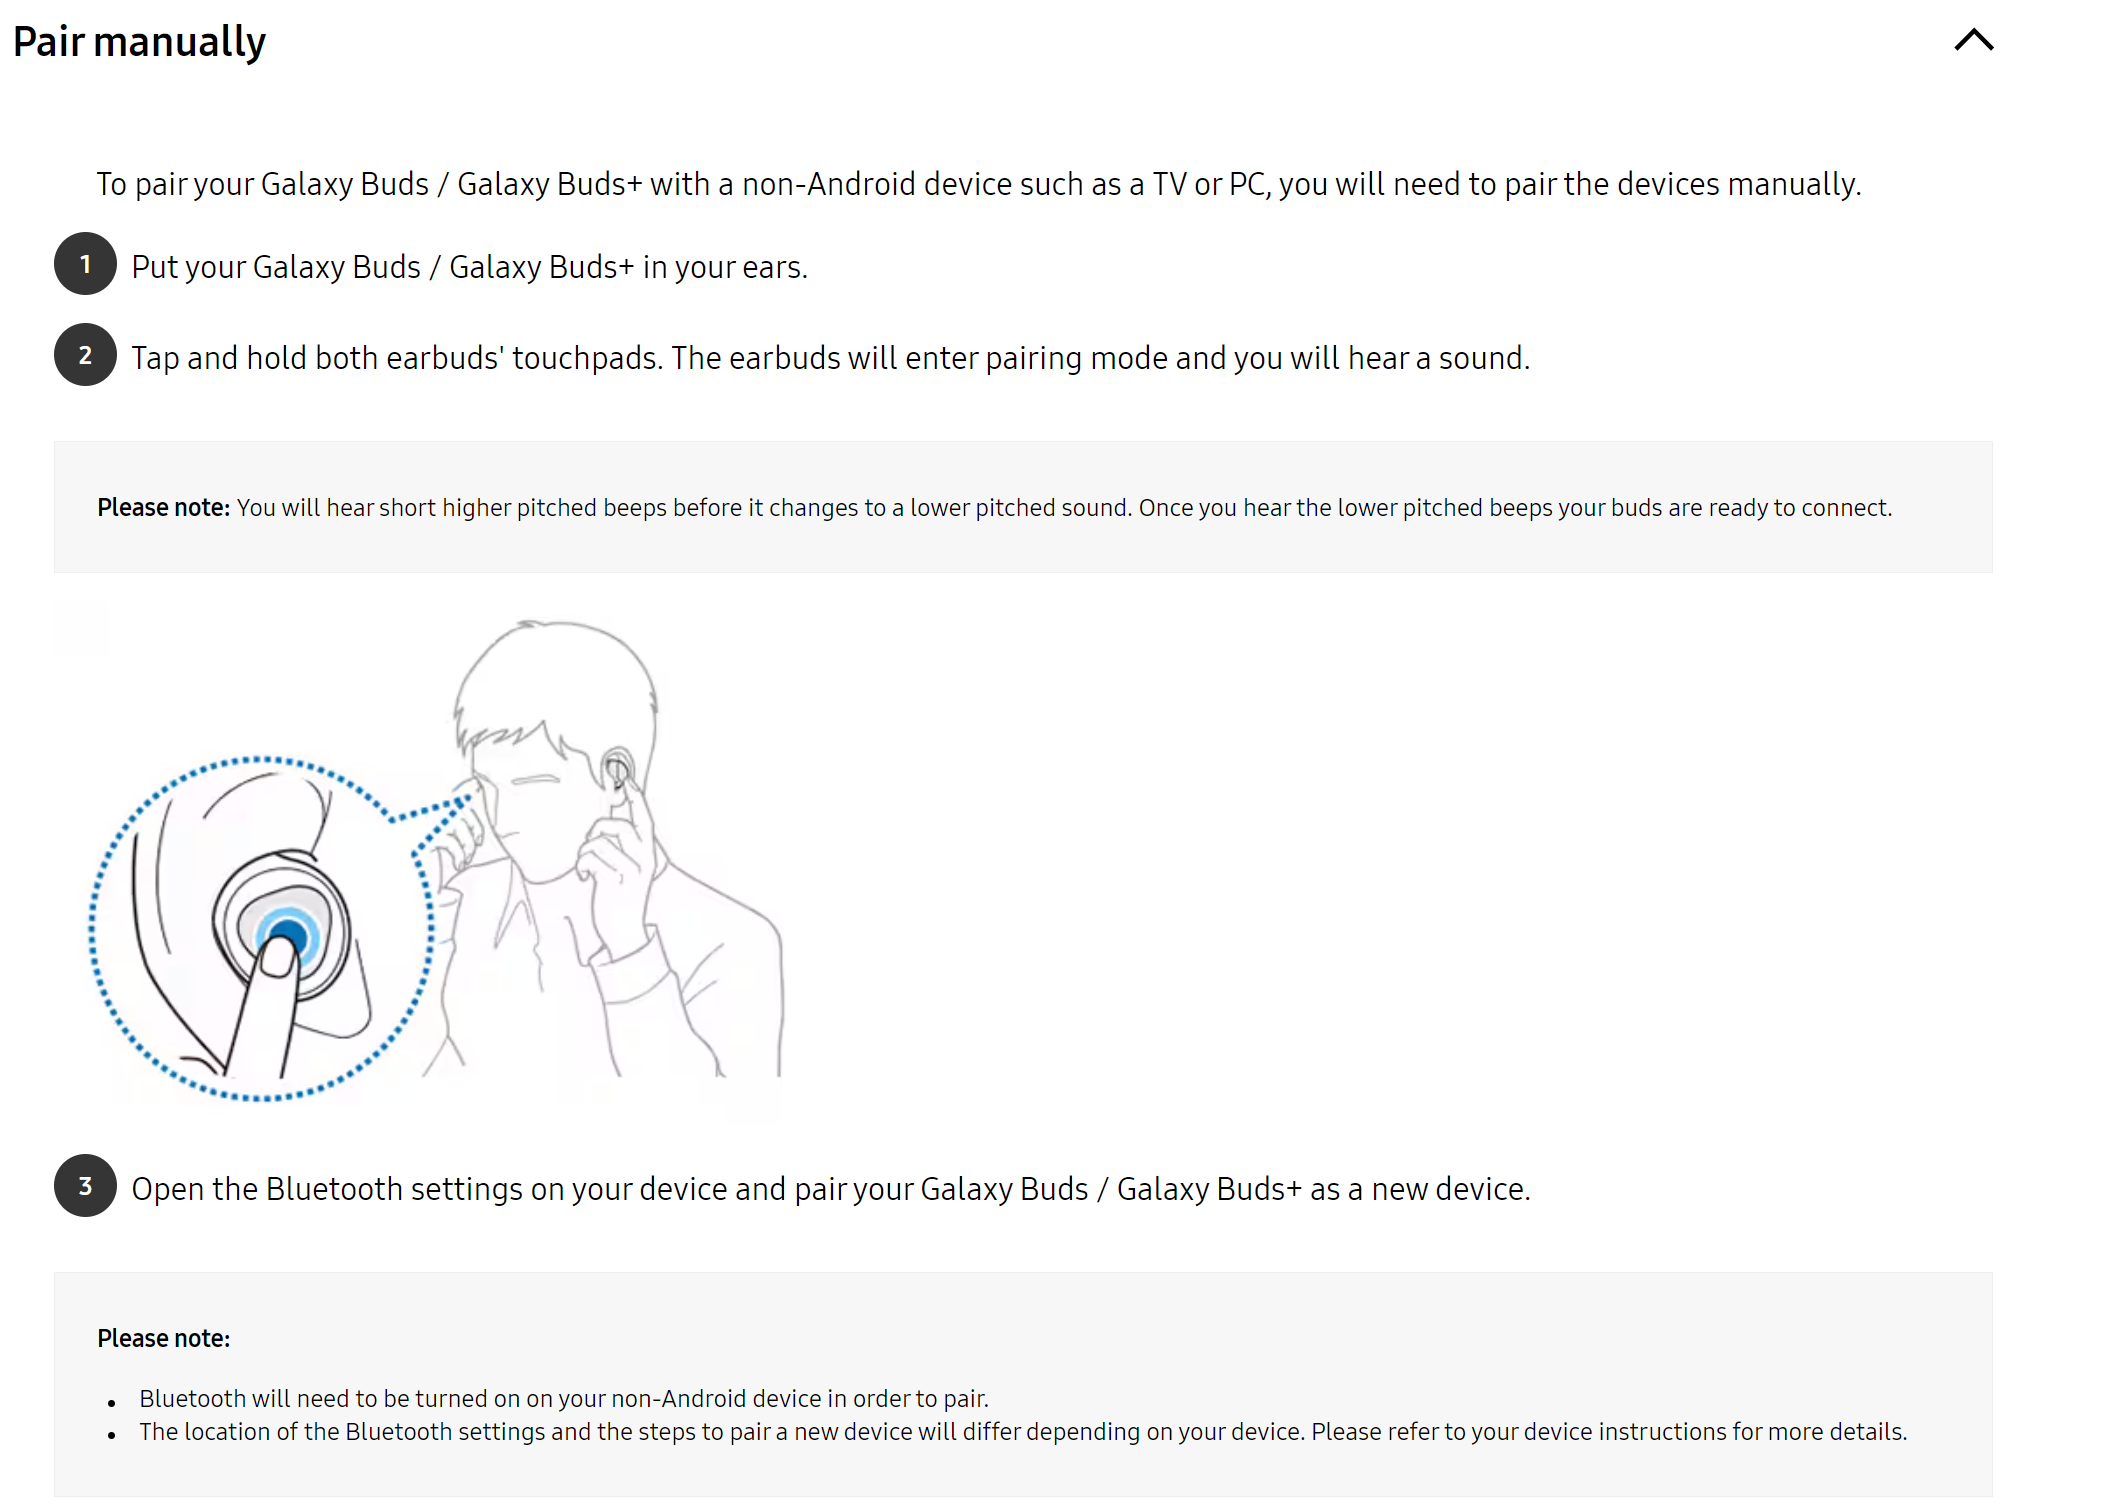 Pair manually
To pair your Galaxy Buds / Galaxy Buds+ with a non-Android device such as a TV or PC, you will need to pair the devices manually.
1 Put your Galaxy Buds / Galaxy Buds+ in your ears.
2 Tap and hold both earbuds' touchpads. The earbuds will enter pairing mode and you will hear a sound.
Please note: You will hear short higher pitched beeps before it changes to a lower pitched sound. Once you hear the lower pitched beeps your buds are ready to connect.
3 Open the Bluetooth settings on your device and pair your Galaxy Buds / Galaxy Buds+ as a new device.
Please note:
• Bluetooth will need to be turned on on your non-Android device in order to pair.
• The location of the Bluetooth settings and the steps to pair a new device will differ depending on your device. Please refer to your device instructions for more details.